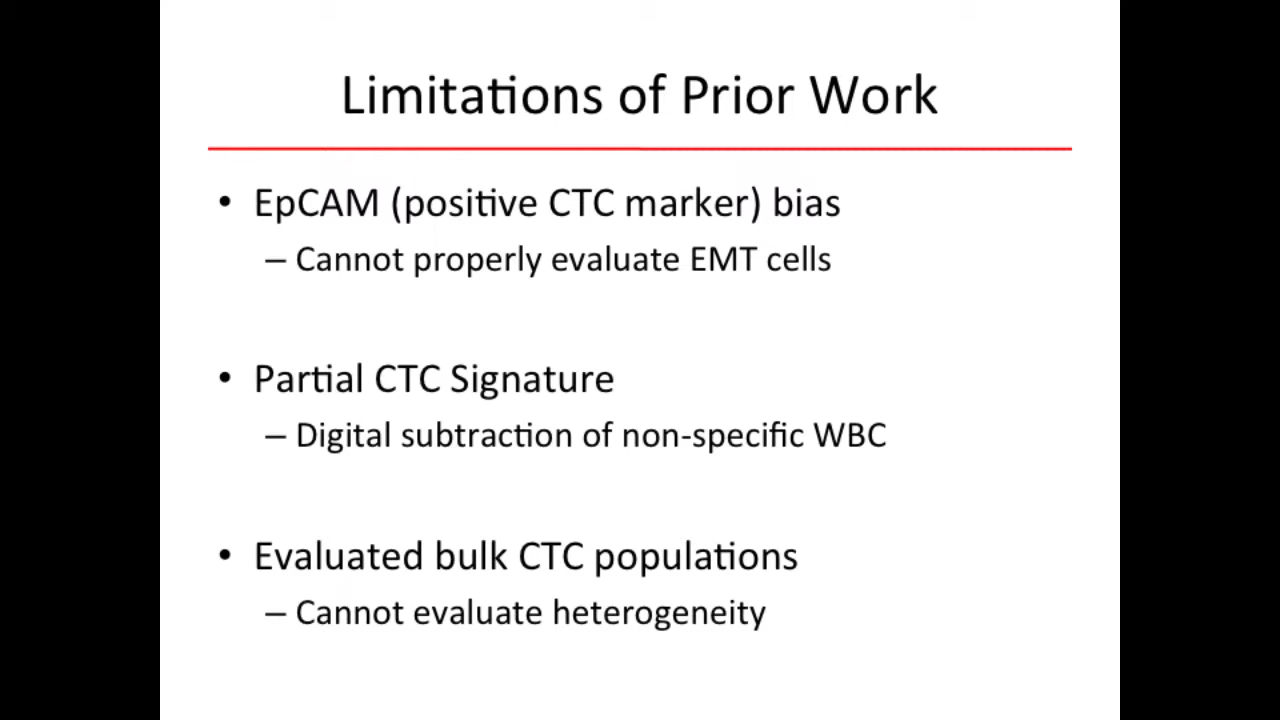 Limitations of Prior Work
• EpCAM (positive CTC marker) bias
– Cannot properly evaluate EMT cells
• Partial CTC Signature
– Digital subtraction of non-specific WBC
• Evaluated bulk CTC populations
– Cannot evaluate heterogeneity